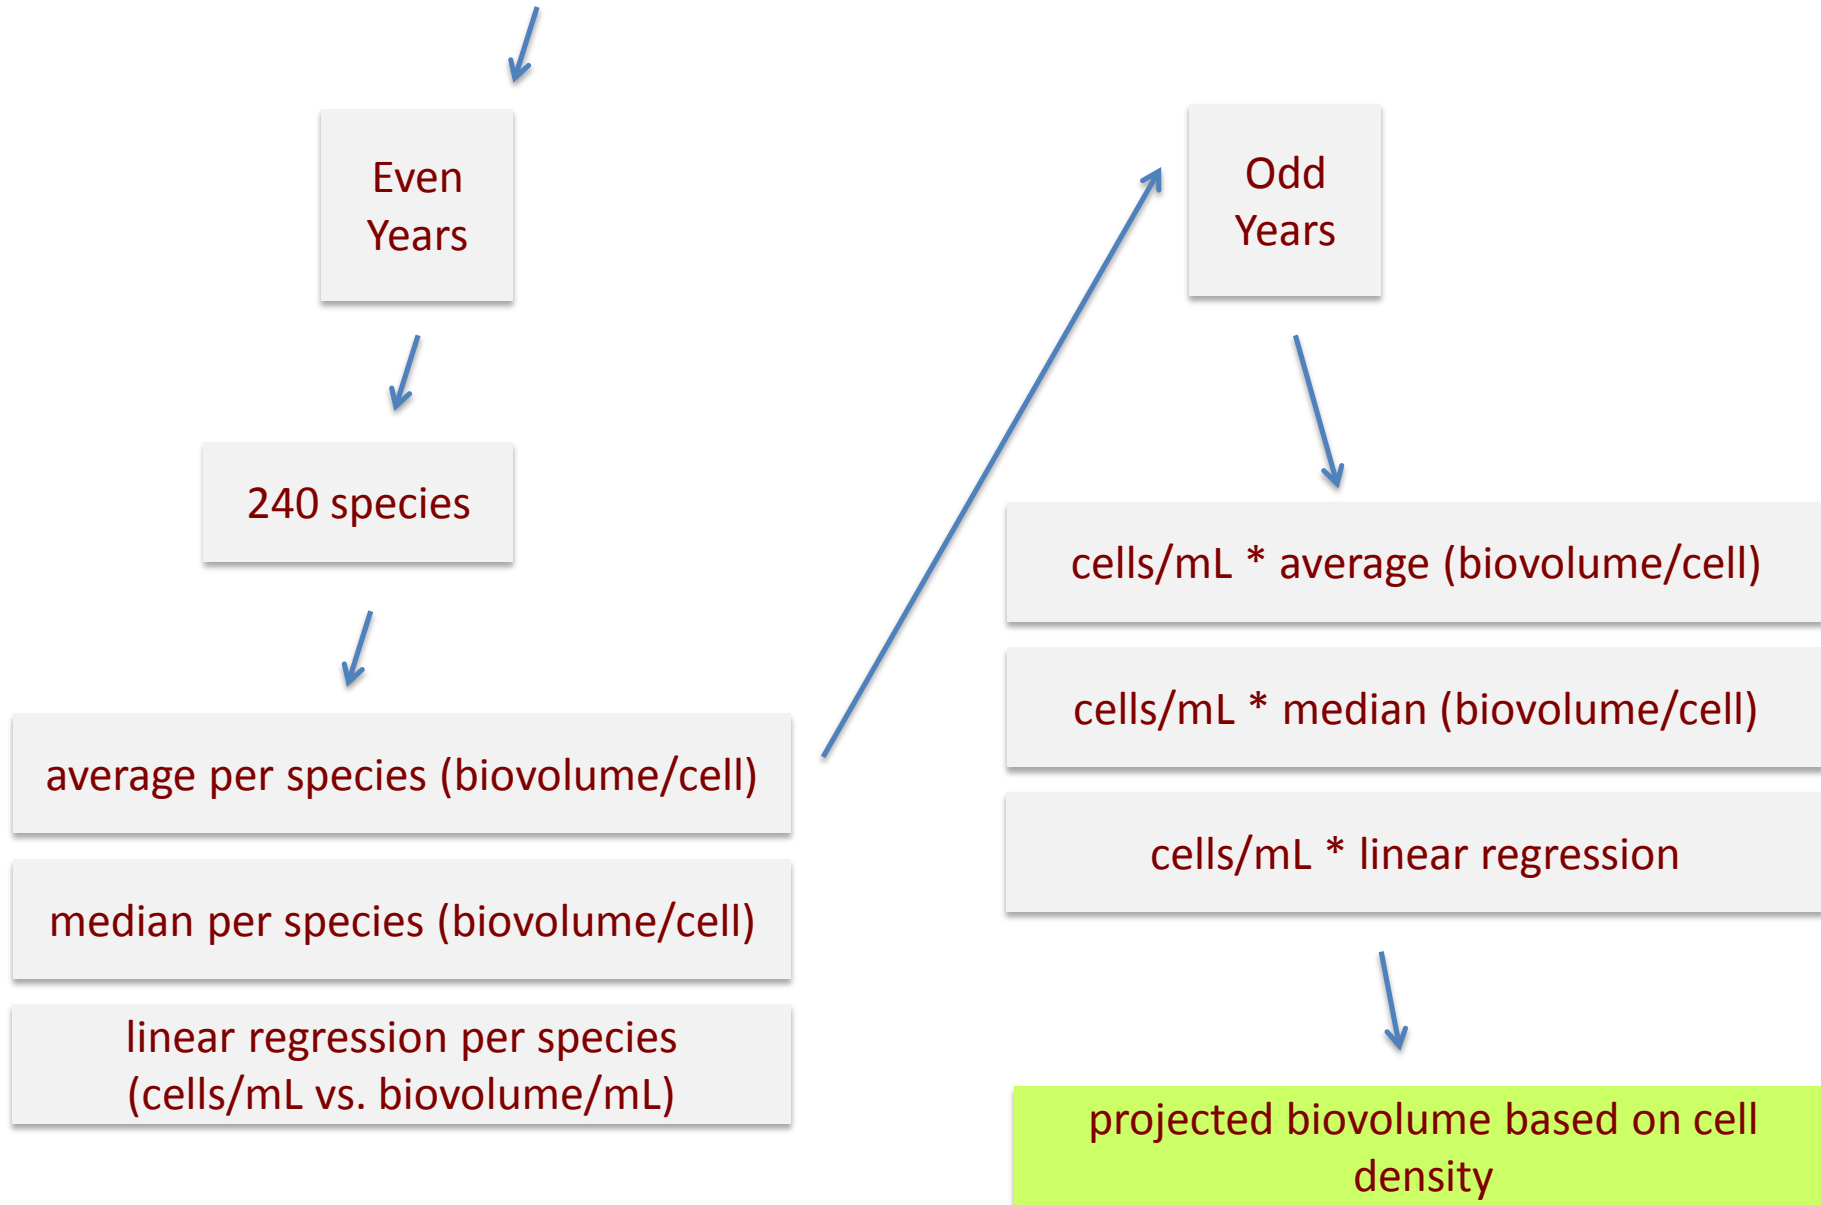 Even
Years
240 species
average per species (biovolume/cell)
median per species (biovolume/cell)
linear regression per species
(cells/mL vs. biovolume/mL)
Odd
Years
cells/mL * average (biovolume/cell)
cells/mL * median (biovolume/cell)
cells/mL * linear regression
projected biovolume based on cell
density